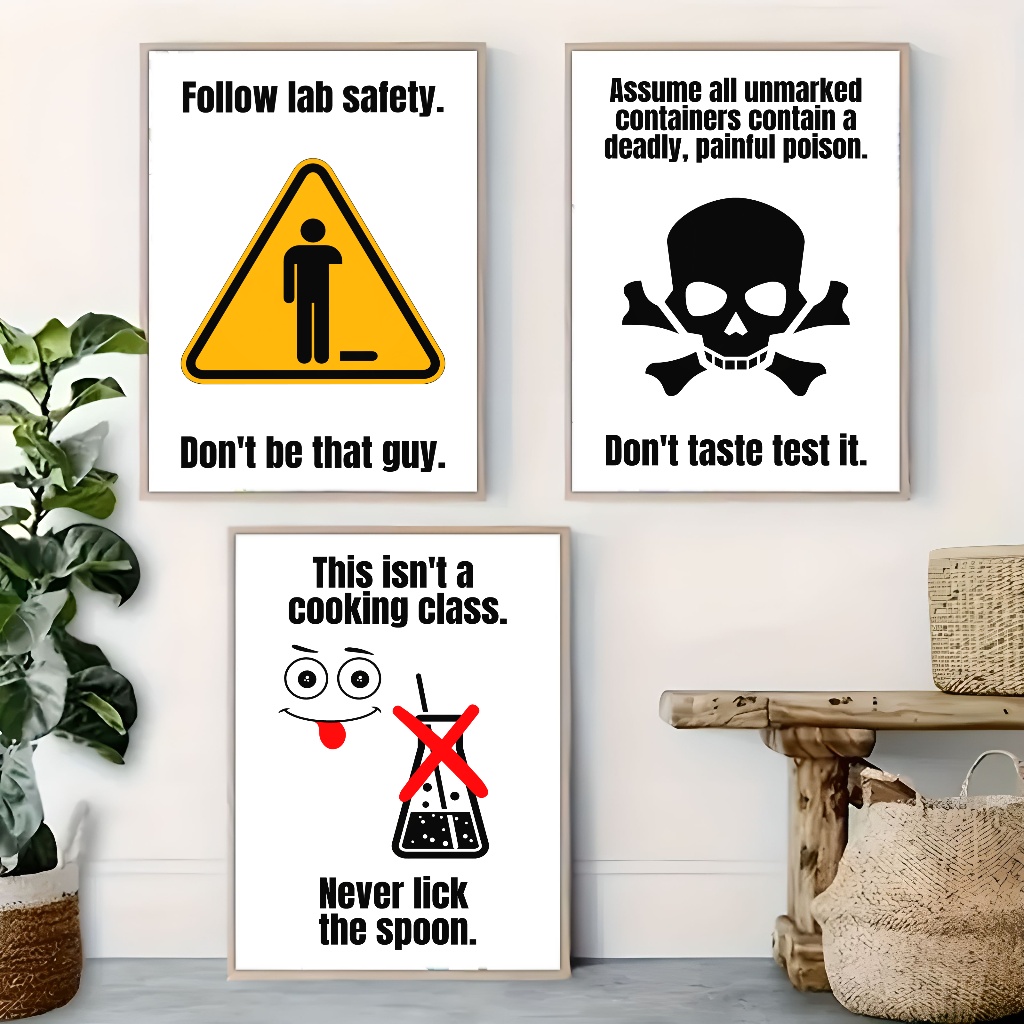 Follow lab safety.
Don't be that guy.
Assume all unmarked
containers contain a
deadly, painful poison.
Don't taste test it.
This isn't a
cooking class.
Never lick
the spoon.